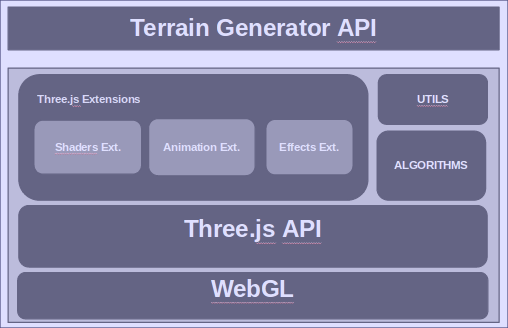 Terrain Generator API
Three.js Extensions
Shaders Ext.
Animation Ext.
Effects Ext.
UTILS
ALGORITHMS
Three.js API
WebGL